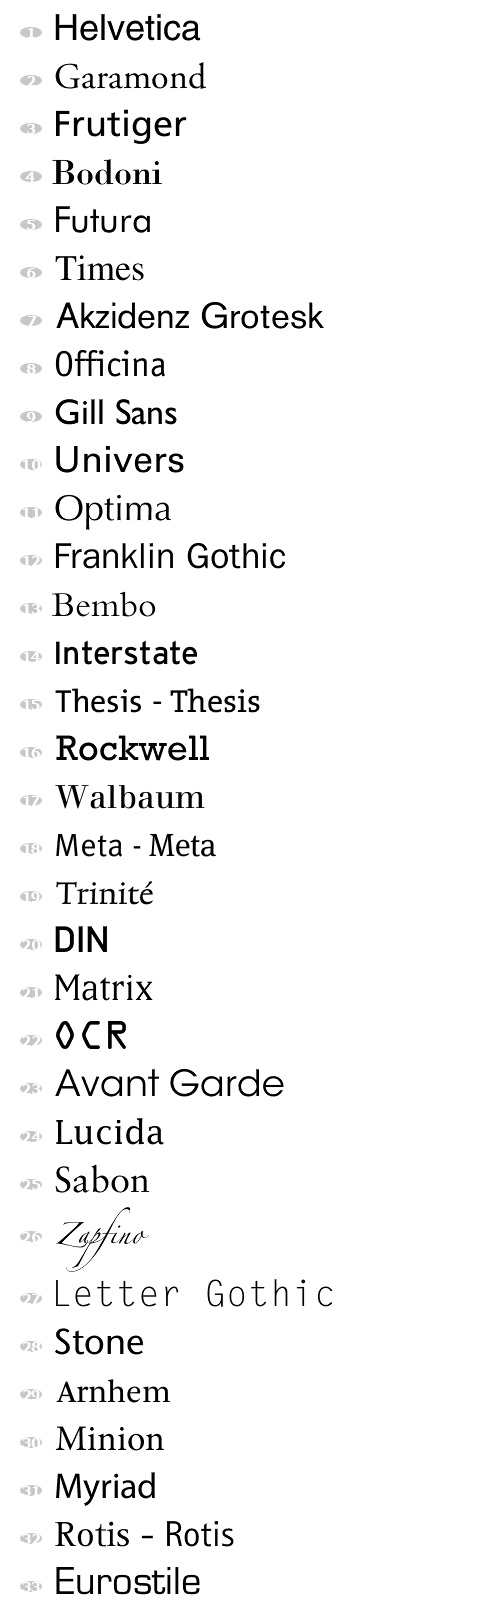 1 Helvetica
2 Garamond
3 Frutiger
4 Bodoni
5 Futura
6 Times
7 Akzidenz Grotesk
8 Officina
9 Gill Sans
10 Univers
11 Optima
12 Franklin Gothic
13 Bembo
14 Interstate
15 Thesis - Thesis
16 Rockwell
17 Walbaum
18 Meta - Meta
19 Trinité
20 DIN
21 Matrix
22 OCR
23 Avant Garde
24 Lucida
25 Sabon
26 Zapfino
27 Letter Gothic
28 Stone
29 Arnhem
30 Minion
31 Myriad
32 Rotis - Rotis
33 Eurostile